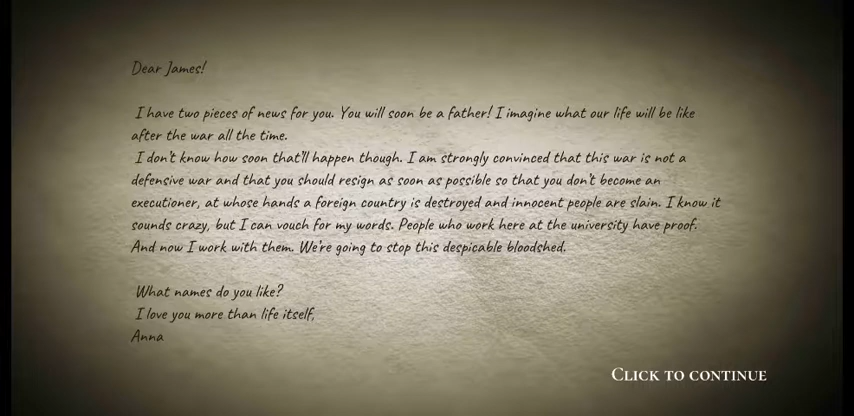 Dear James!
I have two pieces of news for you. You will soon be a father! I imagine what our life will be like
after the war all the time.
I don't know how soon that'll happen though. I am strongly convinced that this war is not a
defensive war and that you should resign as soon as possible so that you don't become an
executioner, at whose hands a foreign country is destroyed and innocent people are slain. I know it
sounds crazy, but I can vouch for my words. People who work here at the university have proof.
And now I work with them. We're going to stop this despicable bloodshed.
What names do you like?
I love you more than life itself,
Anna
Click to continue